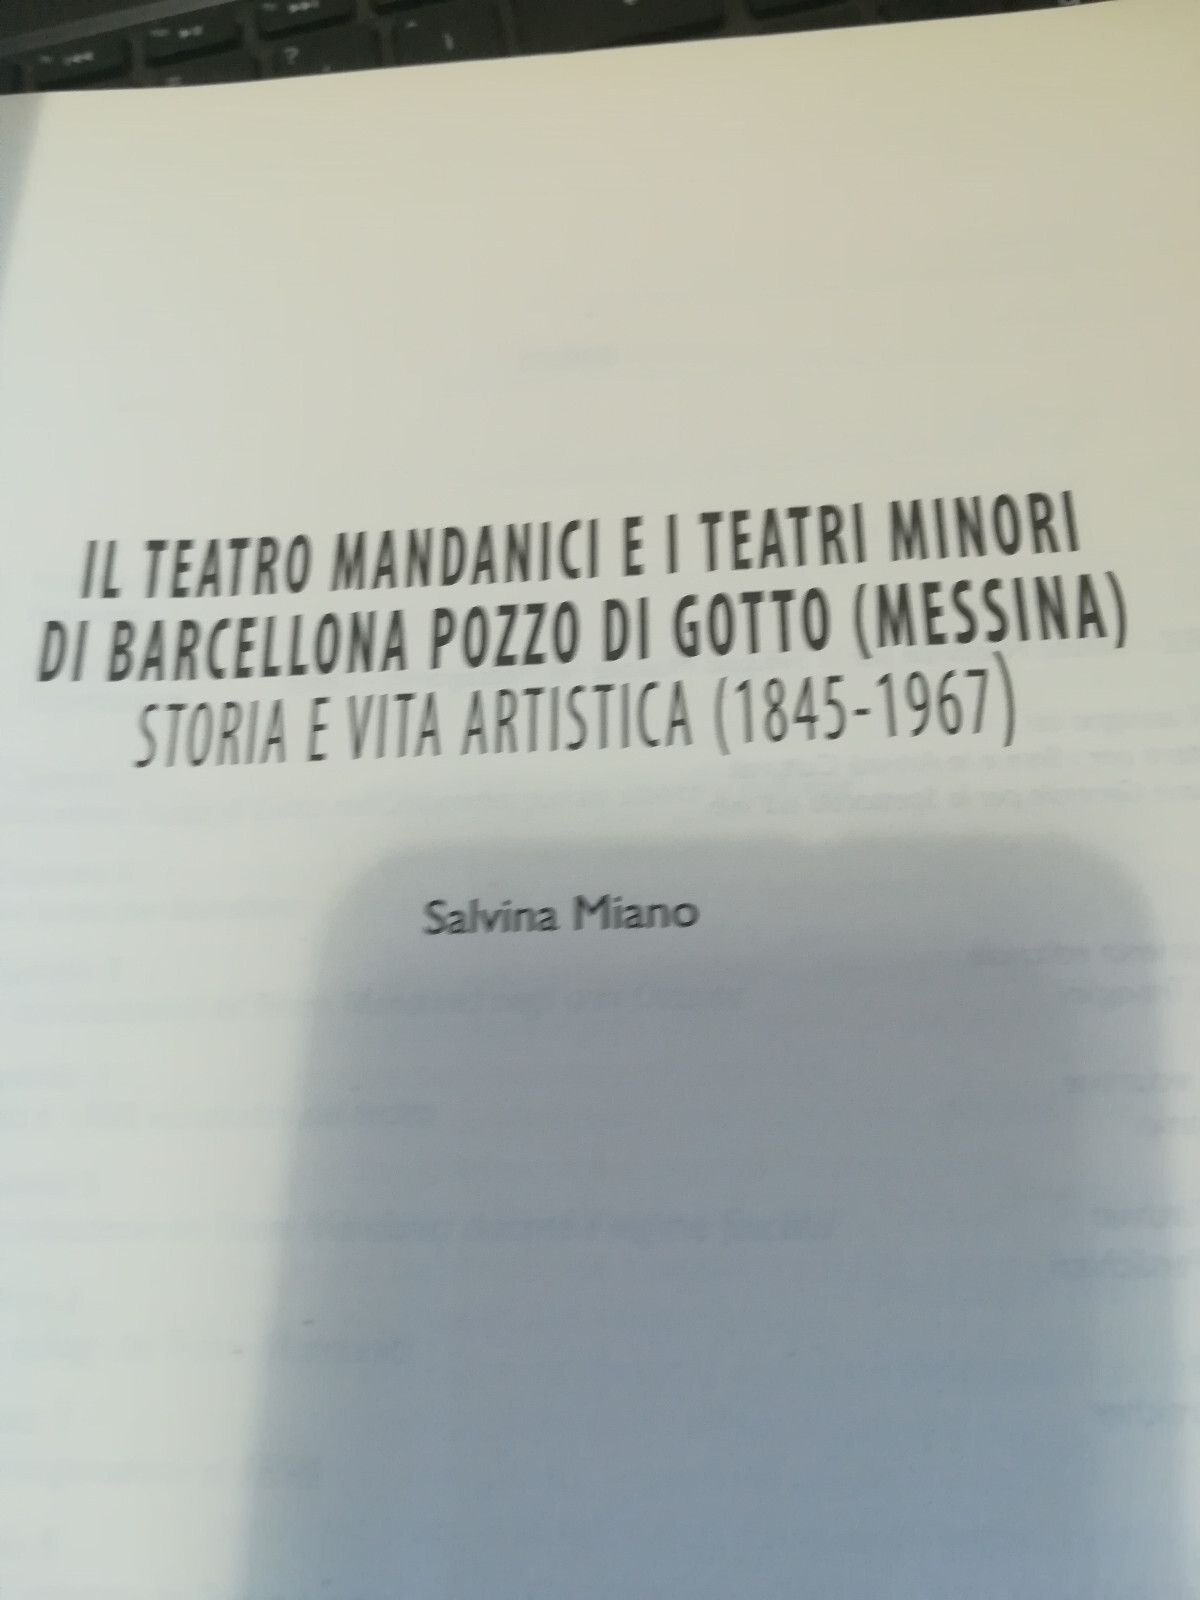 IL TEATRO MANDANICI E I TEATRI MINORI
DI BARCELLONA POZZO DI GOTTO (MESSINA)
STORIA E VITA ARTISTICA (1845-1967)
Salvina Miano